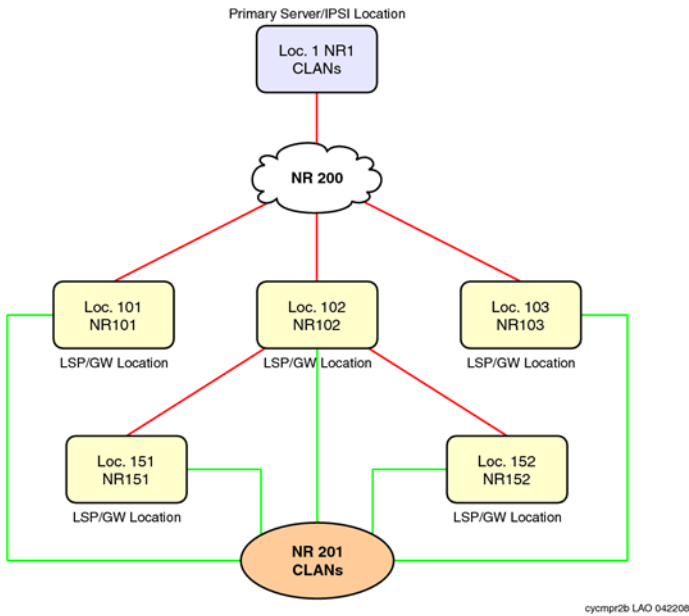 Primary Server/IPSI Location
Loc. 1 NR1
CLANs
NR 200
Loc. 101
NR101
Loc. 102
NR102
Loc. 103
NR103
LSP/GW Location
LSP/GW Location
LSP/GW Location
Loc. 151
NR151
Loc. 152
NR152
LSP/GW Location
LSP/GW Location
NR 201
CLANs
cycmpr2b LAO 042208